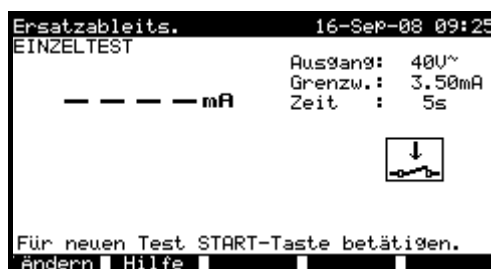 Ersatzableits. 16-Sep-08 09:25
EINZELTEST
Ausgang: 40V~
Grenzw.: 3.50mA
----mA
Zeit : 5s
Für neuen Test START-Taste betätigen.
Ändern Hilfe